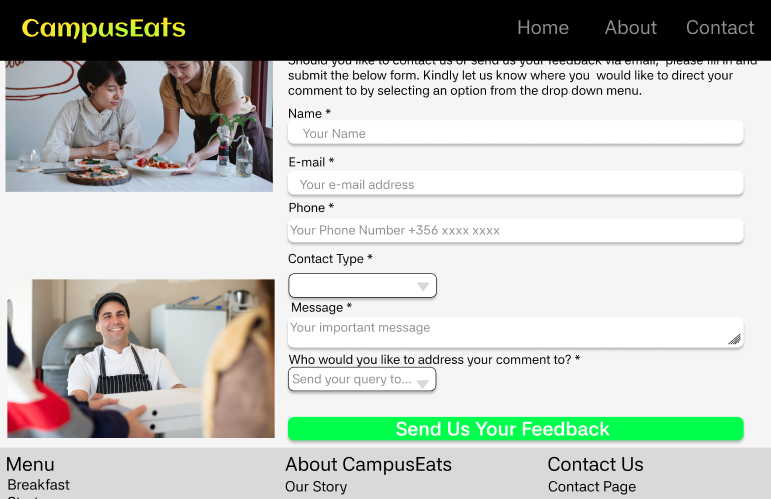 CampusEats
Home About Contact
Should you like to contact us or send us your feedback via email, please fill in and
submit the below form. Kindly let us know where you would like to direct your
comment to by selecting an option from the drop down menu.
Name *
Your Name
E-mail *
Your e-mail address
Phone *
Your Phone Number +356 xxxx xxxx
Contact Type *
Message *
Your important message
Who would you like to address your comment to? *
Send your query to...
Send Us Your Feedback
Menu About CampusEats Contact Us
Breakfast Our Story Contact Page